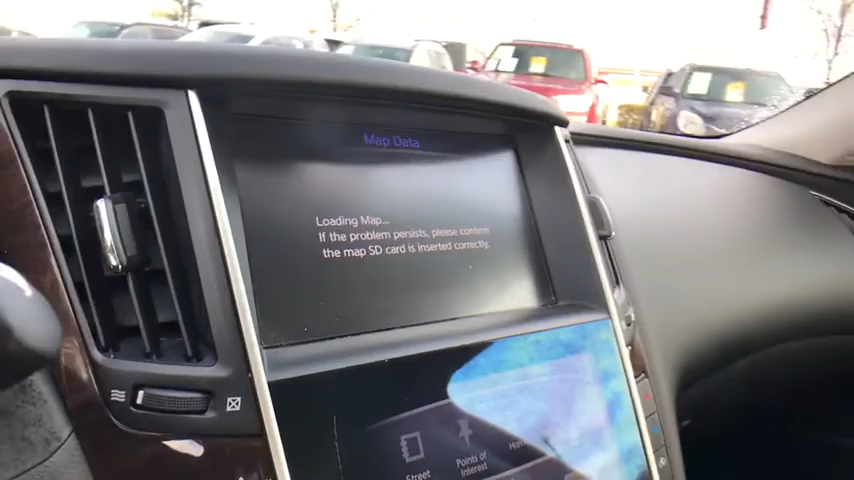 Map Data
Loading Map...
If the problem persists, please confirm
the map SD card is inserted correctly.
Street
Points of
Interest